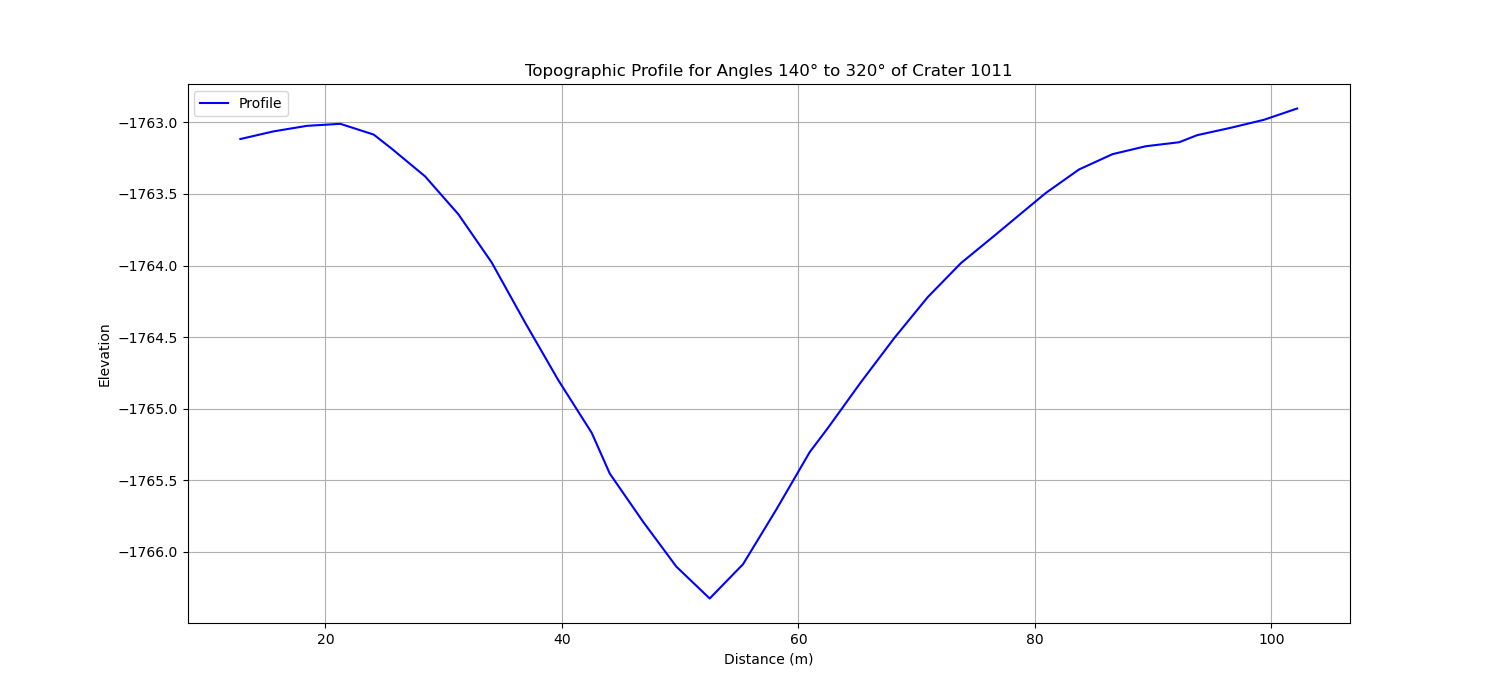 Topographic Profile for Angles 140° to 320° of Crater 1011
Profile
−1763.0
−1763.5
−1764.0
−1764.5
−1765.0
−1765.5
−1766.0
Elevation
20 40 60 80 100
Distance (m)